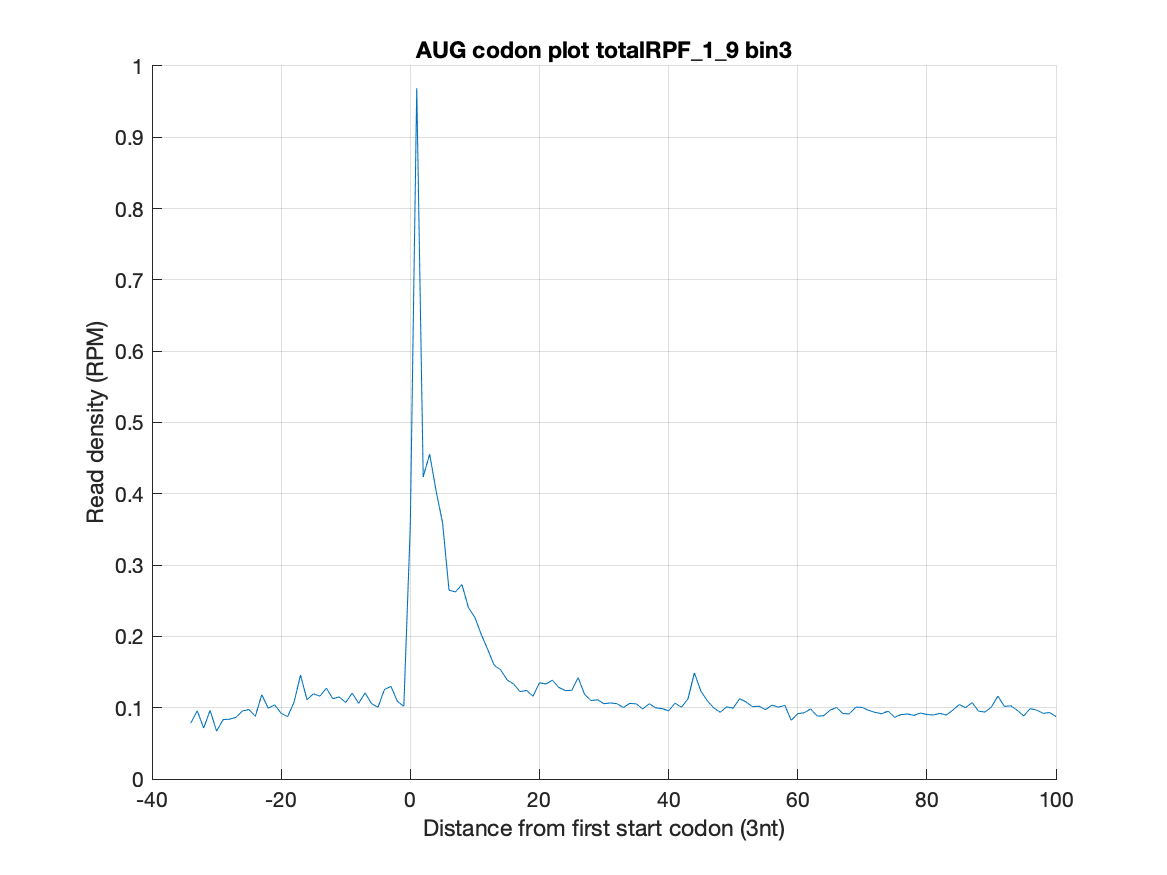 AUG codon plot totalRPF_1_9 bin3
1
0.9
0.8
0.7
0.6
0.5
0.4
0.3
0.2
0.1
0
Read density (RPM)
-40 -20 0 20 40 60 80 100
Distance from first start codon (3nt)